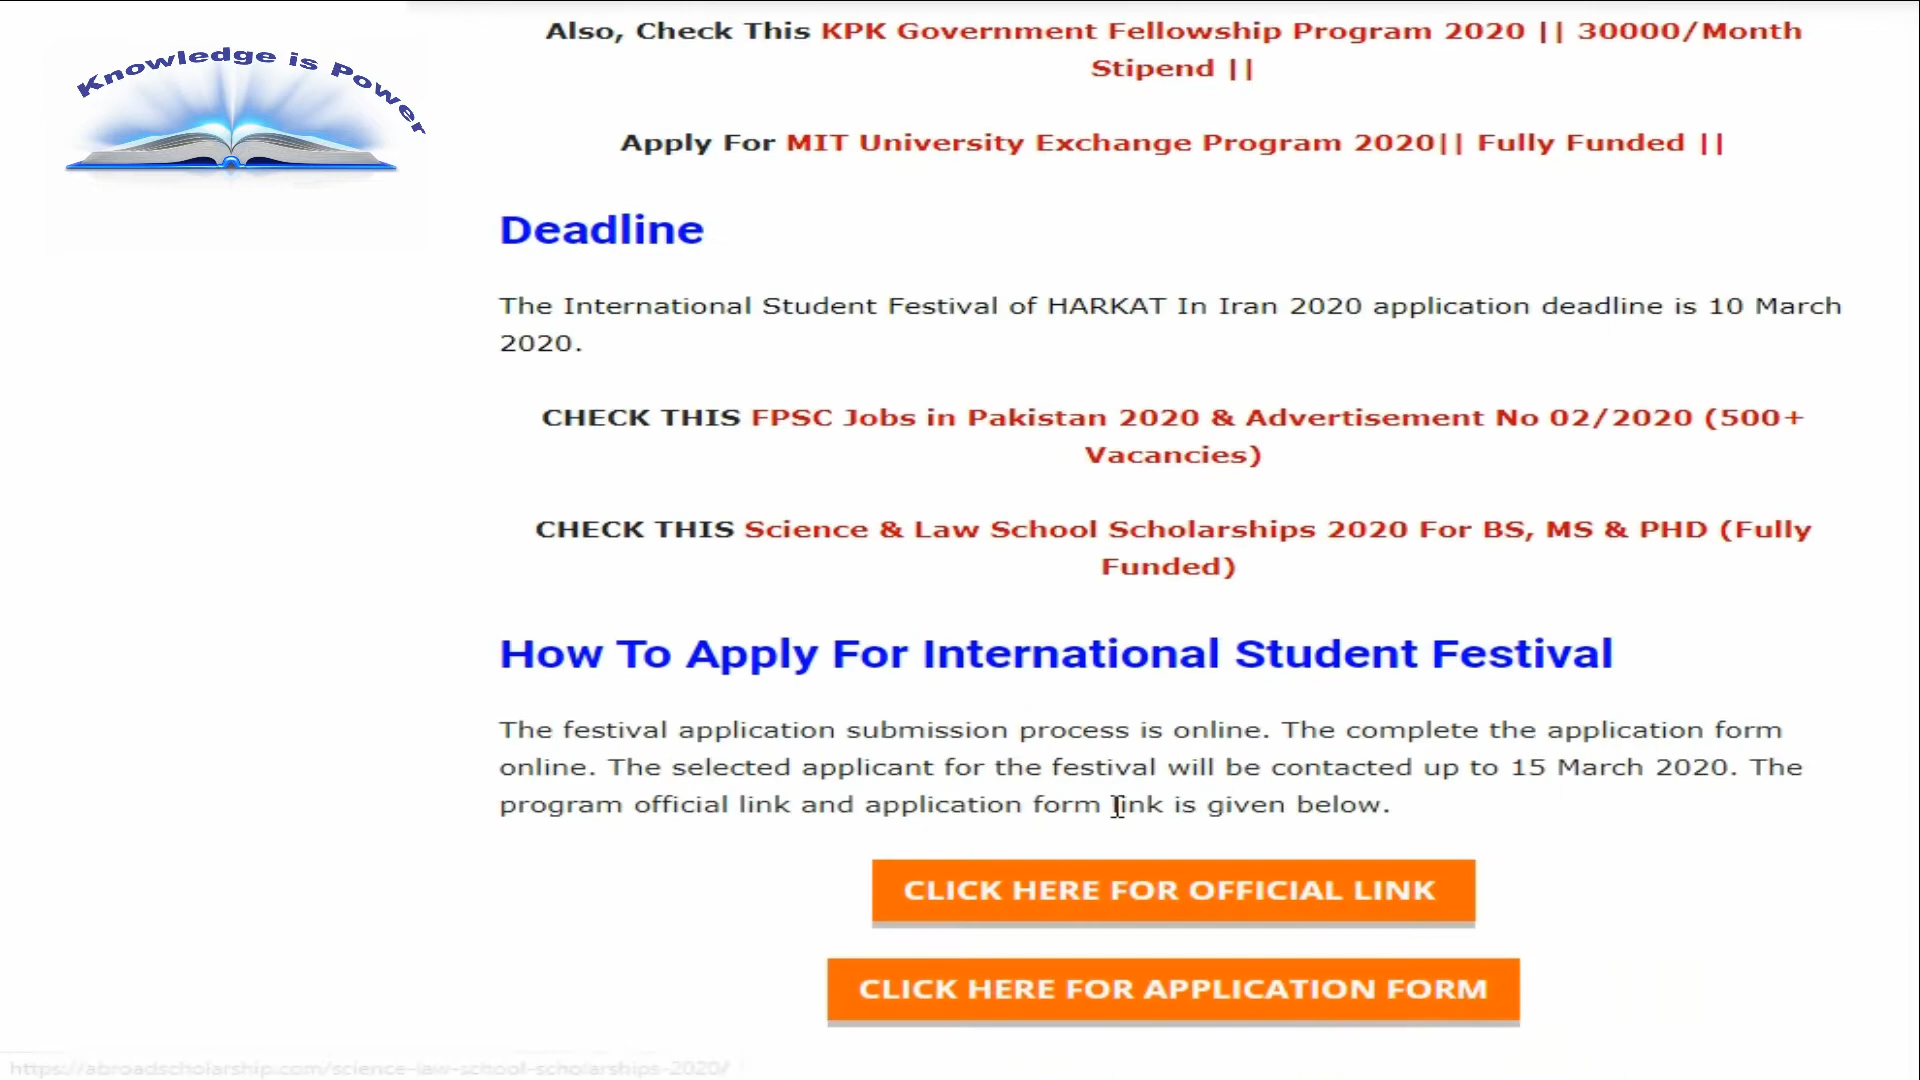 Knowledge is Power
Also, Check This KPK Government Fellowship Program 2020 || 30000/Month
Stipend ||
Apply For MIT University Exchange Program 2020|| Fully Funded ||
Deadline
The International Student Festival of HARKAT In Iran 2020 application deadline is 10 March
2020.
CHECK THIS FPSC Jobs in Pakistan 2020 & Advertisement No 02/2020 (500+
Vacancies)
CHECK THIS Science & Law School Scholarships 2020 For BS, MS & PHD (Fully
Funded)
How To Apply For International Student Festival
The festival application submission process is online. The complete the application form
online. The selected applicant for the festival will be contacted up to 15 March 2020. The
program official link and application form link is given below.
CLICK HERE FOR OFFICIAL LINK
CLICK HERE FOR APPLICATION FORM
https://abroadscholarship.com/science-law-school-scholarships-2020/